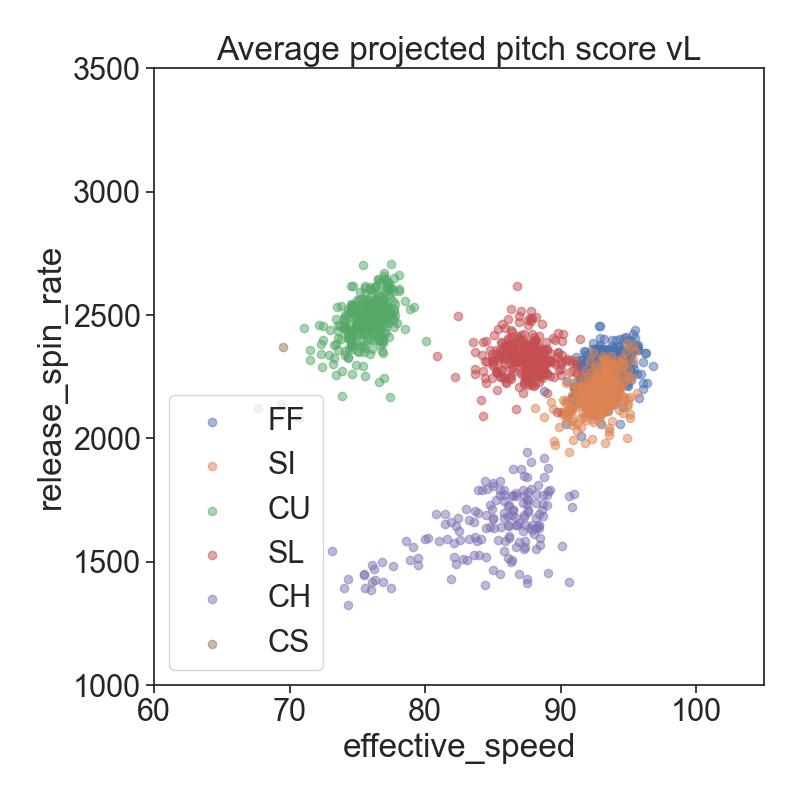 Average projected pitch score vL
3500
3000
2500
2000
1500
1000
release_spin_rate
FF
SI
CU
SL
CH
CS
60
70
80
90
100
effective_speed